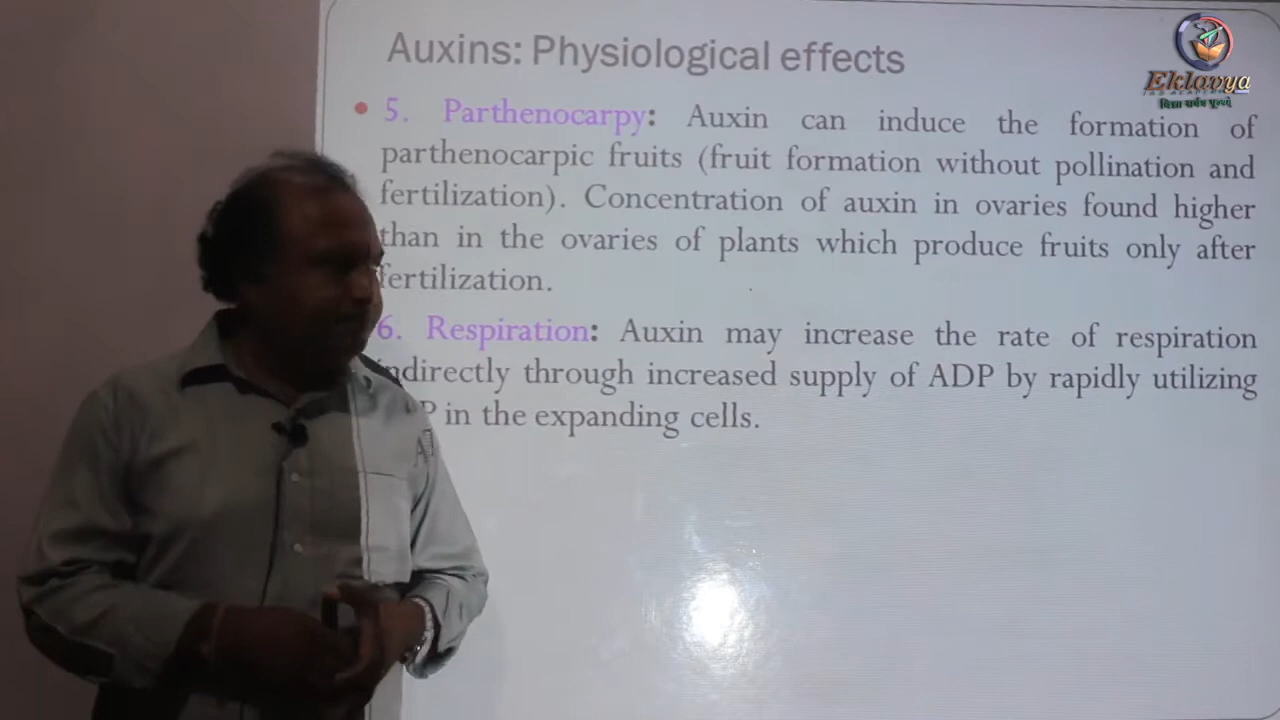 Auxins: Physiological effects
Eklavya
• 5. Parthenocarpy: Auxin can induce the formation of
parthenocarpic fruits (fruit formation without pollination and
fertilization). Concentration of auxin in ovaries found higher
than in the ovaries of plants which produce fruits only after
fertilization.
6. Respiration: Auxin may increase the rate of respiration
indirectly through increased supply of ADP by rapidly utilizing
in the expanding cells.